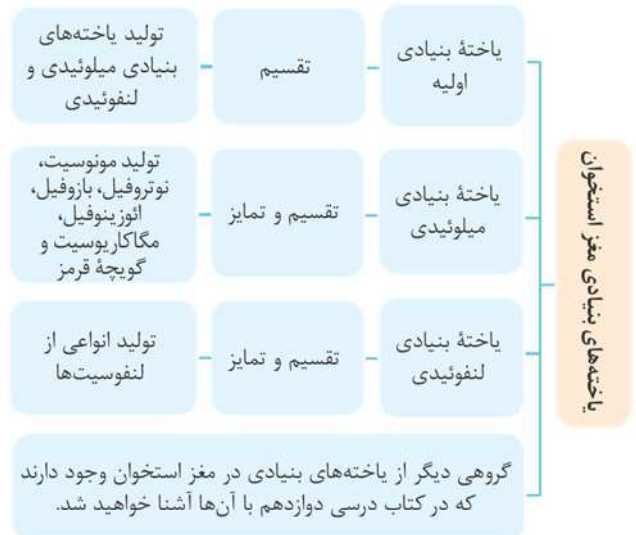 یاخته‌های بنیادی مغز استخوان
یاختهٔ بنیادی
اولیه
تقسیم
تولید یاخته‌های
بنیادی میلوئیدی و
لنفوئیدی
یاختهٔ بنیادی
میلوئیدی
تقسیم و تمایز
تولید مونوسیت،
نوتروفیل، بازوفیل،
ائوزینوفیل،
مگاکاریوسیت و
گویچهٔ قرمز
یاختهٔ بنیادی
لنفوئیدی
تقسیم و تمایز
تولید انواعی از
لنفوسیت‌ها
گروهی دیگر از یاخته‌های بنیادی در مغز استخوان وجود دارند
که در کتاب درسی دوازدهم با آن‌ها آشنا خواهید شد.